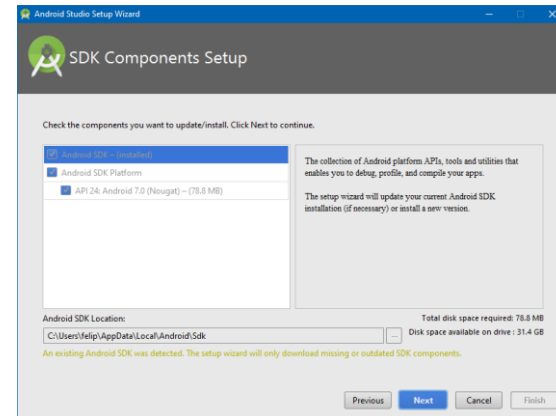 Android Studio Setup Wizard
SDK Components Setup
Check the components you want to update/install. Click Next to continue.
Android SDK – (installed)
Android SDK Platform
API 24: Android 7.0 (Nougat) – (78.8 MB)
The collection of Android platform APIs, tools and utilities that
enables you to debug, profile, and compile your apps.
The setup wizard will update your current Android SDK
installation (if necessary) or install a new version.
Android SDK Location:
C:\Users\felip\AppData\Local\Android\Sdk
...
Total disk space required: 78.8 MB
Disk space available on drive : 31.4 GB
An existing Android SDK was detected. The setup wizard will only download missing or outdated SDK components.
Previous
Next
Cancel
Finish